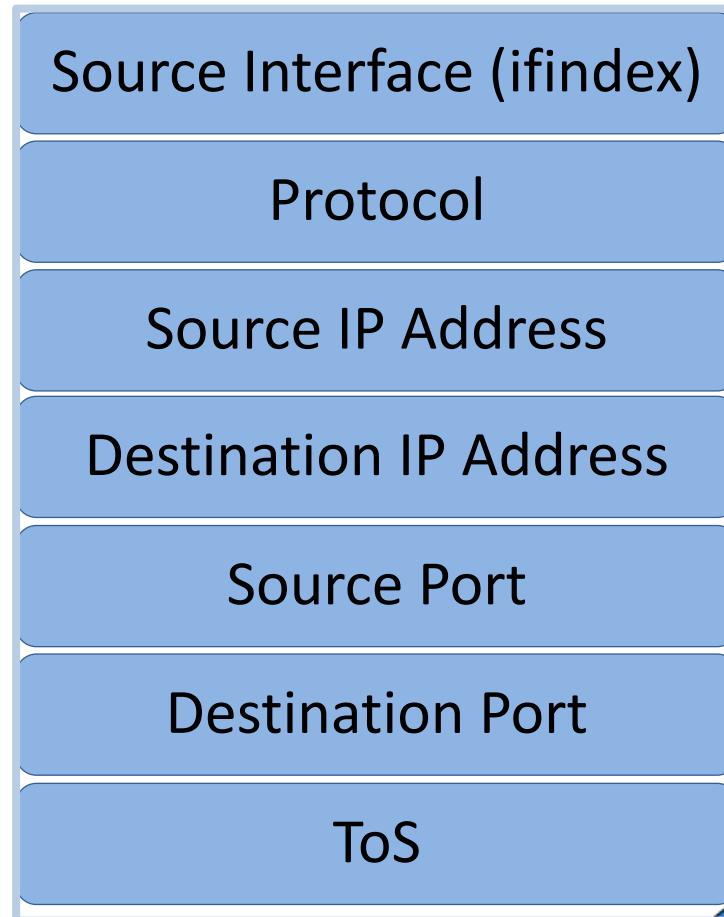 Source Interface (ifindex)
Protocol
Source IP Address
Destination IP Address
Source Port
Destination Port
ToS